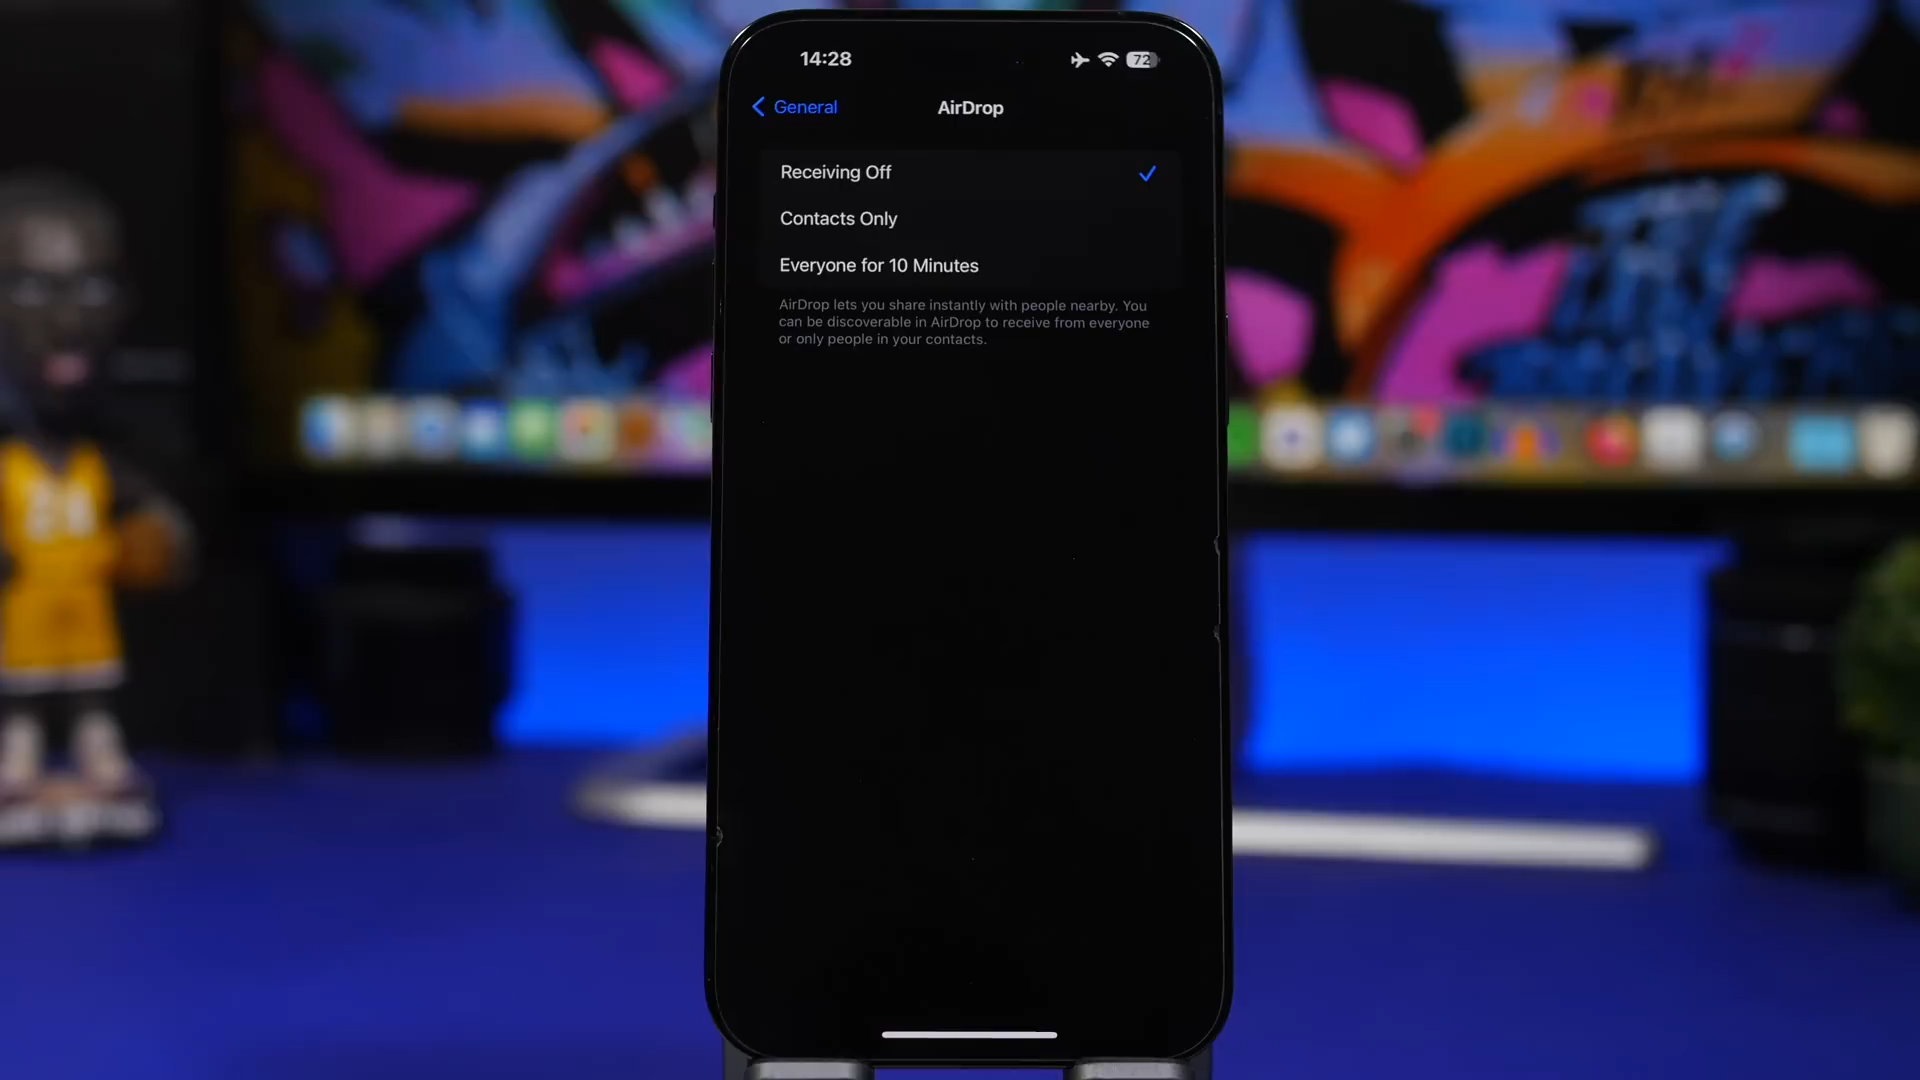 14:28
72
General
AirDrop
Receiving Off
Contacts Only
Everyone for 10 Minutes
AirDrop lets you share instantly with people nearby. You
can be discoverable in AirDrop to receive from everyone
or only people in your contacts.
24